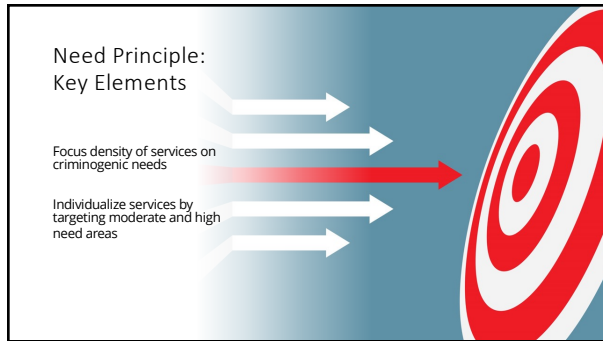 Need Principle:
Key Elements
Focus density of services on
criminogenic needs
Individualize services by
targeting moderate and high
need areas